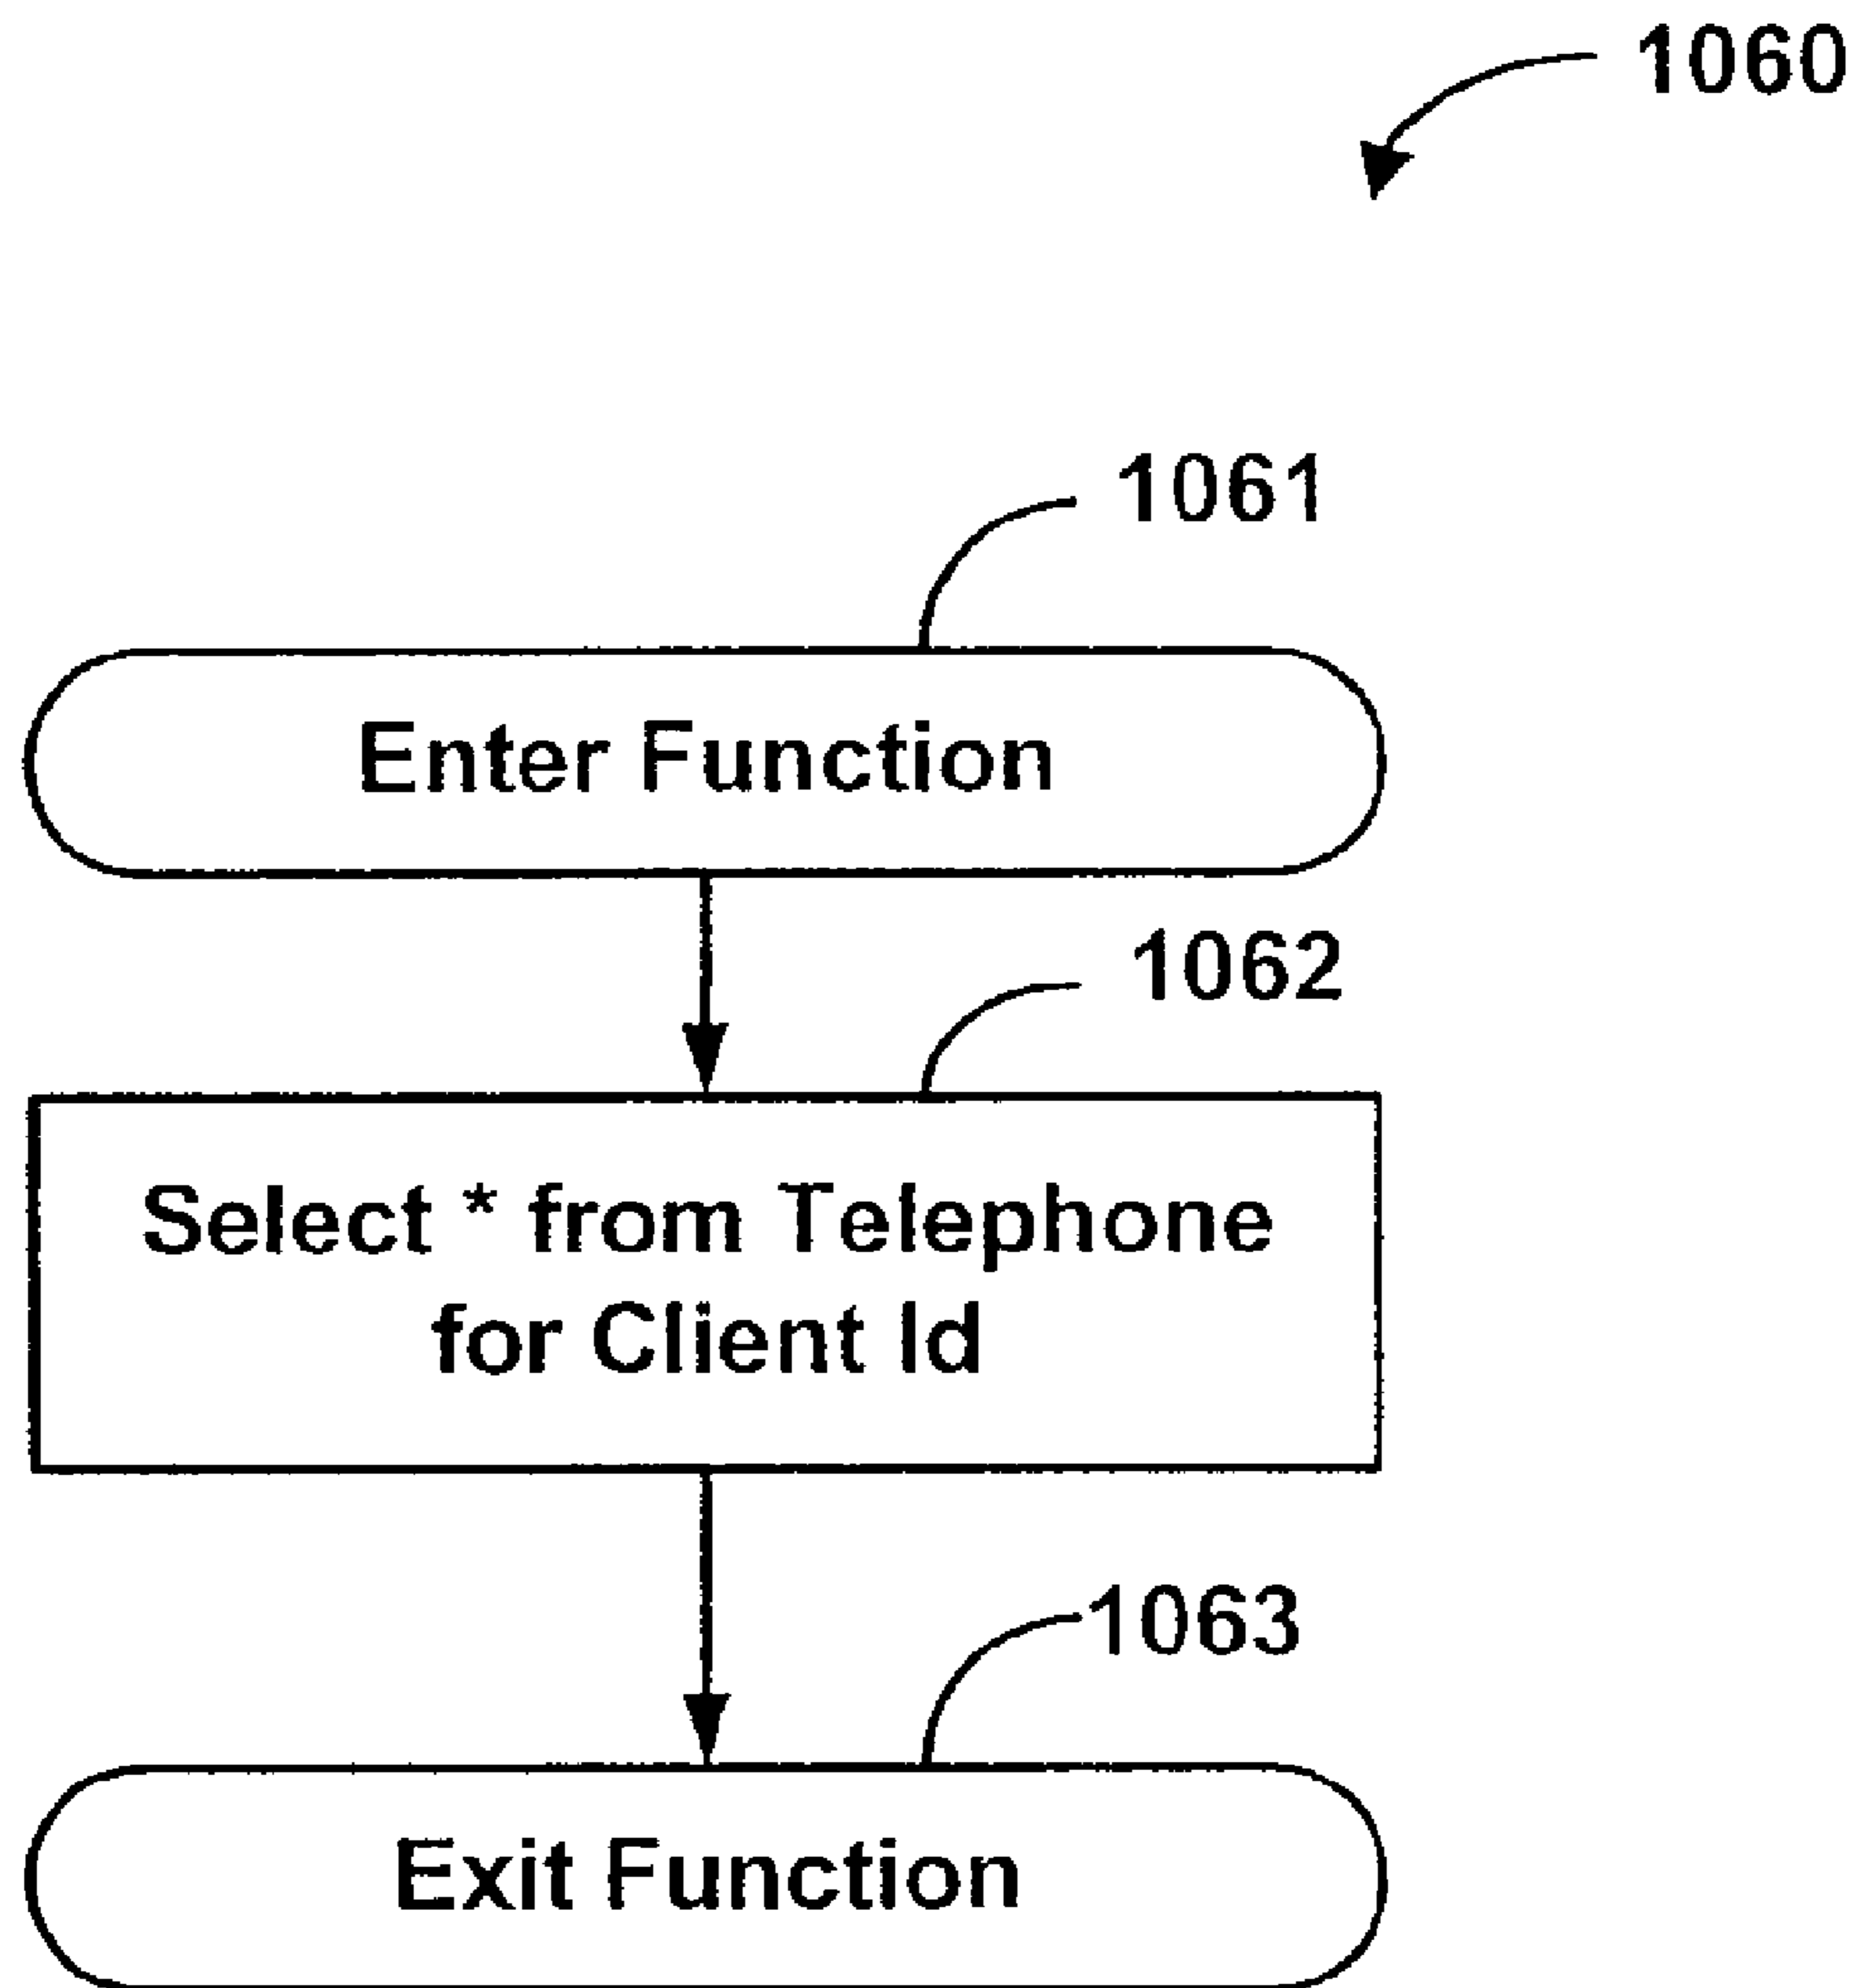 1060
1061
Enter Function
1062
Select * from Telephone
for Client Id
1063
Exit Function